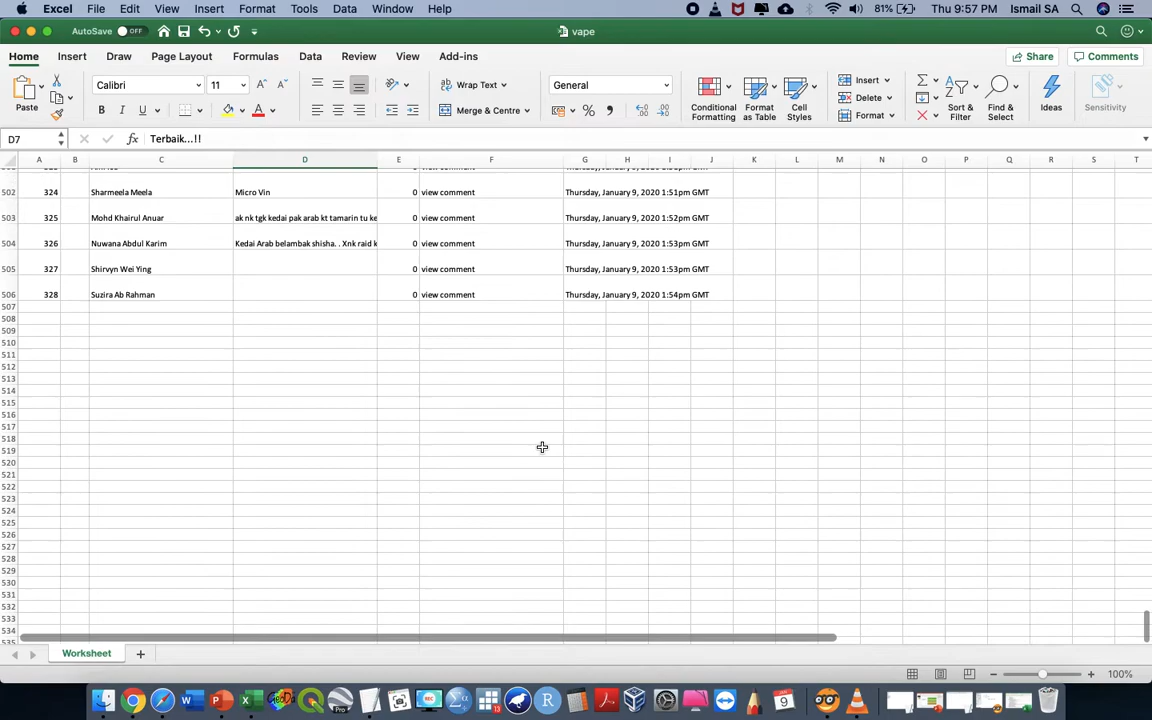 Excel File Edit View Insert Format Tools Data Window Help 81% Thu 9:57 PM Ismail SA
AutoSave OFF vape
Home Insert Draw Page Layout Formulas Data Review View Add-ins Share Comments
Paste Calibri 11 Wrap Text General Insert
B I U Merge & Centre Conditional Formatting Format as Table Cell Styles Delete Format Sort & Filter Find & Select Ideas Sensitivity
D7 fx Terbaik...!!
A B C D E F G H I J K L M N O P Q R S T
502 324 Sharmeela Meela Micro Vin 0 view comment Thursday, January 9, 2020 1:51pm GMT
503 325 Mohd Khairul Anuar ak nk tgk kedai pak arab kt tamarin tu ke 0 view comment Thursday, January 9, 2020 1:52pm GMT
504 326 Nuwana Abdul Karim Kedai Arab belambak shisha. . Xnk raid k 0 view comment Thursday, January 9, 2020 1:53pm GMT
505 327 Shirvyn Wei Ying 0 view comment Thursday, January 9, 2020 1:53pm GMT
506 328 Suzira Ab Rahman 0 view comment Thursday, January 9, 2020 1:54pm GMT
507
508
509
510
511
512
513
514
515
516
517
518
519
520
521
522
523
524
525
526
527
528
529
530
531
532
533
534
535
Worksheet
100%